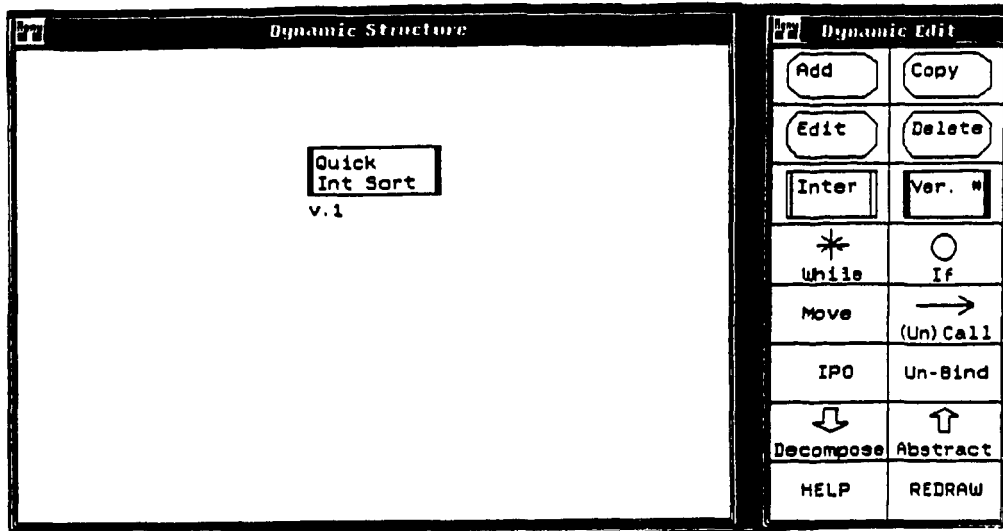 Dynamic Structure
Quick
Int Sort
v.1
Dynamic Edit
Add
Copy
Edit
Delete
Inter
Ver. #
While
If
Move
(Un)Call
IPO
Un-Bind
Decompose
Abstract
HELP
REDRAW